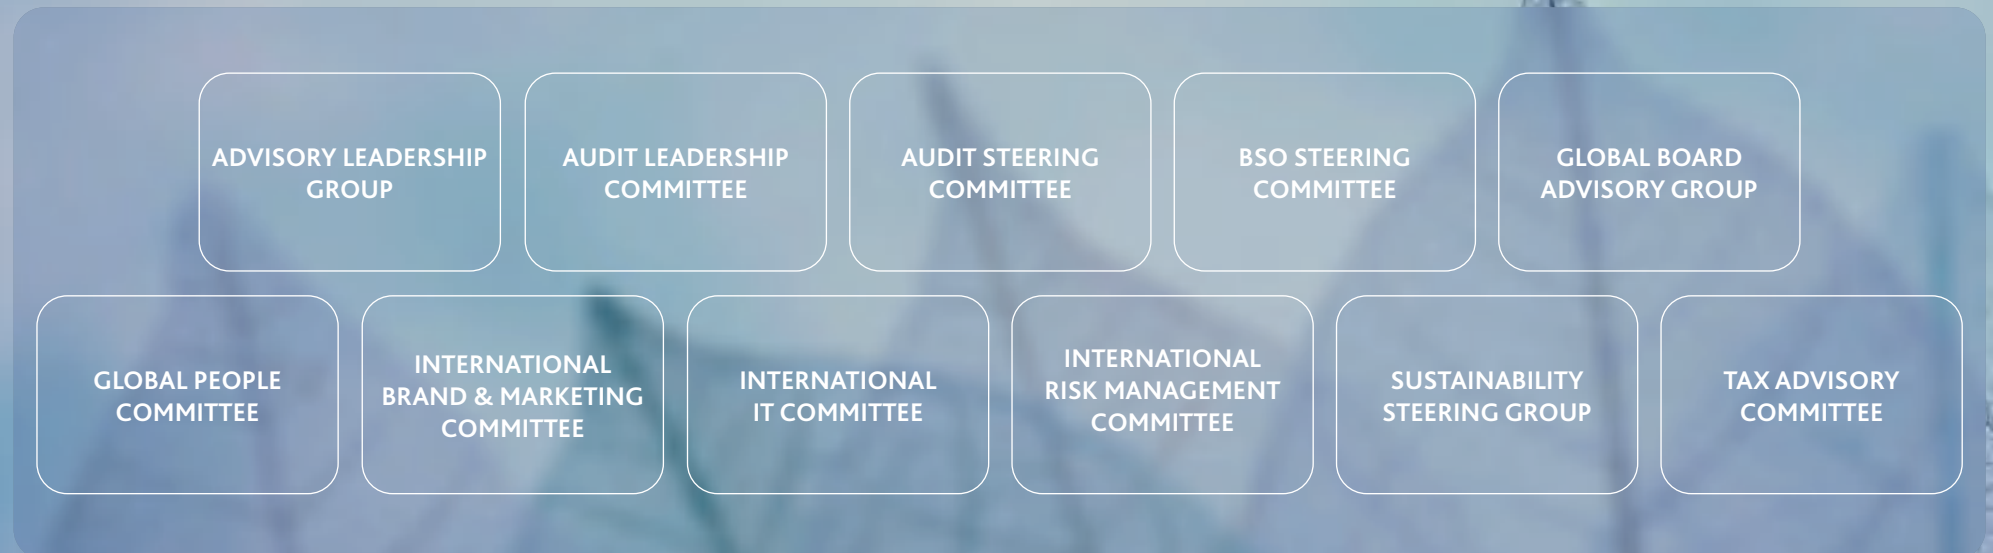 ADVISORY LEADERSHIP
GROUP
AUDIT LEADERSHIP
COMMITTEE
AUDIT STEERING
COMMITTEE
BSO STEERING
COMMITTEE
GLOBAL BOARD
ADVISORY GROUP
GLOBAL PEOPLE
COMMITTEE
INTERNATIONAL
BRAND & MARKETING
COMMITTEE
INTERNATIONAL
IT COMMITTEE
INTERNATIONAL
RISK MANAGEMENT
COMMITTEE
SUSTAINABILITY
STEERING GROUP
TAX ADVISORY
COMMITTEE